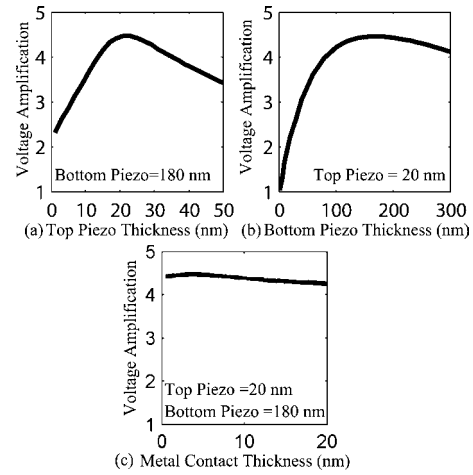 5
4
3
2
1
Voltage Amplification
Bottom Piezo=180 nm
0 10 20 30 40 50
(a) Top Piezo Thickness (nm)
5
4
3
2
1
Voltage Amplification
Top Piezo = 20 nm
0 100 200 300
(b) Bottom Piezo Thickness (nm)
5
4
3
2
1
Voltage Amplification
Top Piezo =20 nm
Bottom Piezo =180 nm
0 10 20
(c) Metal Contact Thickness (nm)